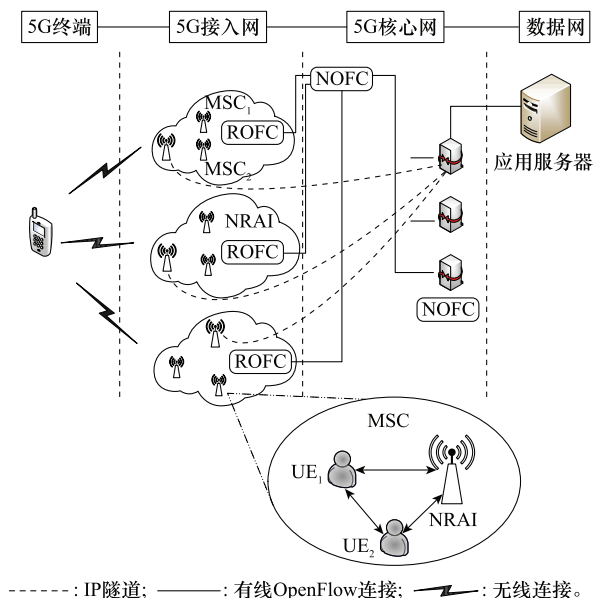 5G终端 5G接入网 5G核心网 数据网
NOFC
MSC1
ROFC
MSC2
应用服务器
NRAI
ROFC
NOFC
ROFC
MSC
UE1
NRAI
UE2
------: IP隧道; ——: 有线OpenFlow连接; : 无线连接。